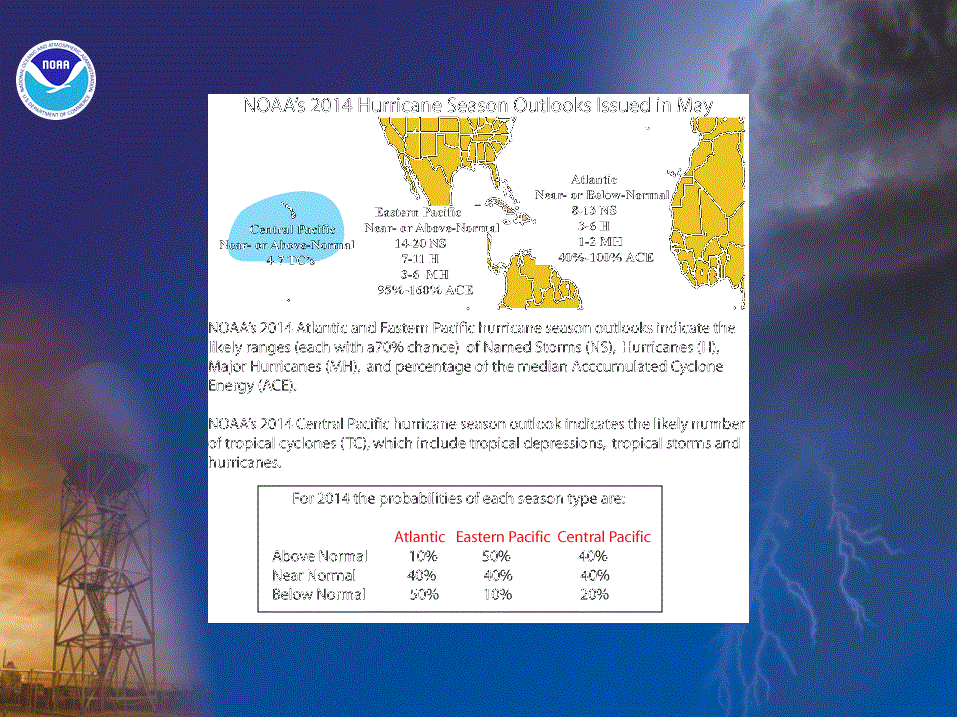 NATIONAL OCEANIC AND ATMOSPHERIC ADMINISTRATION
NOAA
U.S. DEPARTMENT OF COMMERCE
NOAA's 2014 Hurricane Season Outlooks Issued in May
Atlantic
Near- or Below-Normal
8-13 NS
3-6 H
1-2 MH
40%-100% ACE
Eastern Pacific
Near- or Above-Normal
14-20 NS
7-11 H
3-6 MH
95%-160% ACE
Central Pacific
Near- or Above-Normal
4-7 TC's
NOAA's 2014 Atlantic and Eastern Pacific hurricane season outlooks indicate the
likely ranges (each with a70% chance) of Named Storms (NS), Hurricanes (H),
Major Hurricanes (MH), and percentage of the median Acccumulated Cyclone
Energy (ACE).
NOAA's 2014 Central Pacific hurricane season outlook indicates the likely number
of tropical cyclones (TC), which include tropical depressions, tropical storms and
hurricanes.
For 2014 the probabilities of each season type are:
Atlantic Eastern Pacific Central Pacific
Above Normal 10% 50% 40%
Near Normal 40% 40% 40%
Below Normal 50% 10% 20%